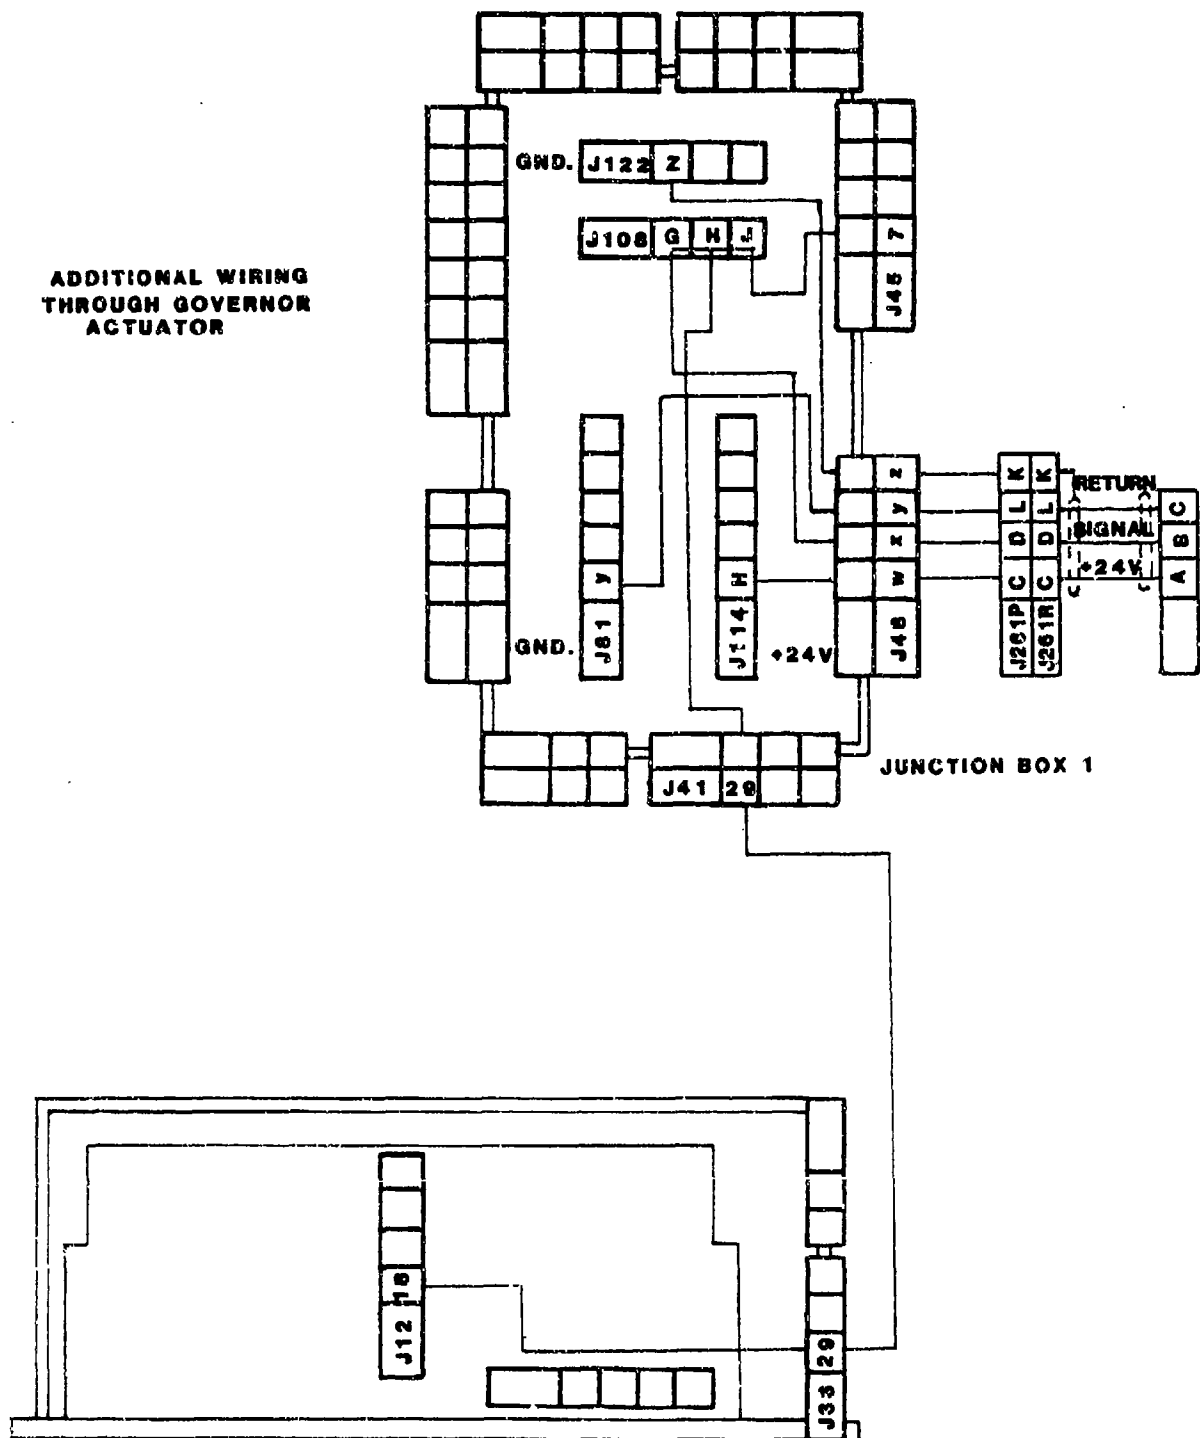 GND. J122 Z
J108 G H J
7
J45
ADDITIONAL WIRING
THROUGH GOVERNOR
ACTUATOR
z K K
RETURN
y L L C
SIGNAL
x D D B
+24V
y H w C C A
GND. J81 J114 +24V J46 J261P J261R
JUNCTION BOX 1
J41 29
18
J12
29
J33